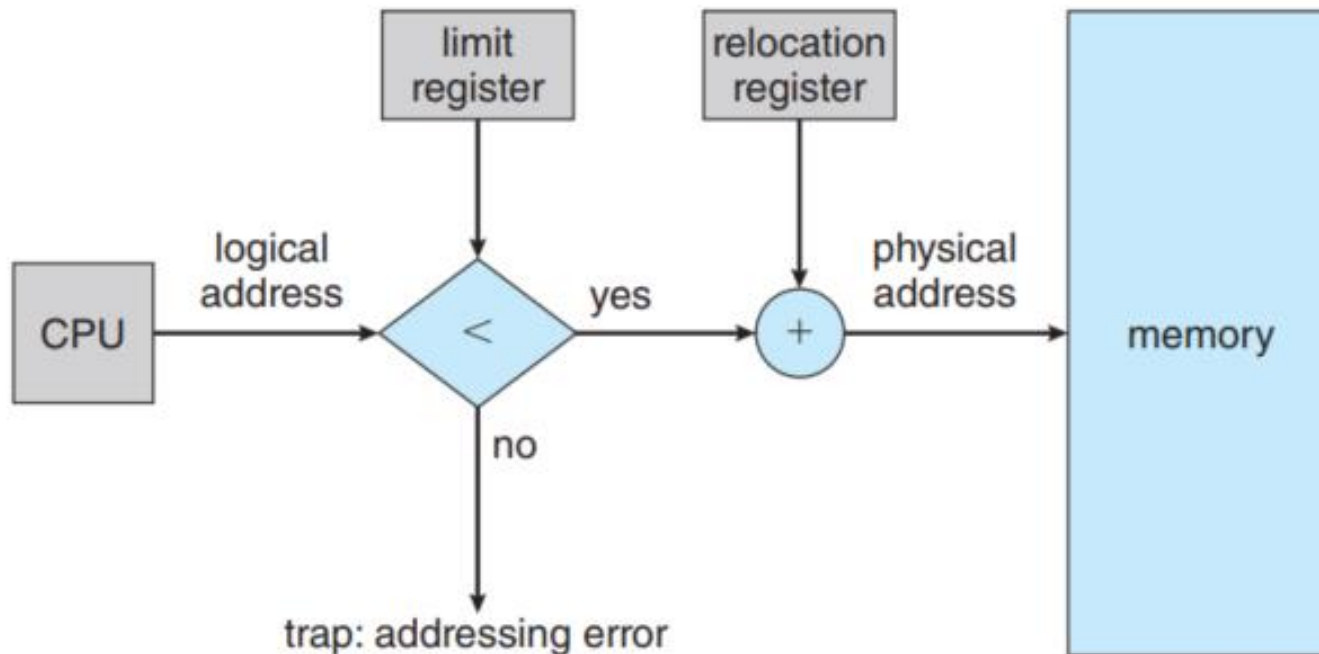 limit
register
relocation
register
logical
address
yes
physical
address
CPU
<
+
memory
no
trap: addressing error